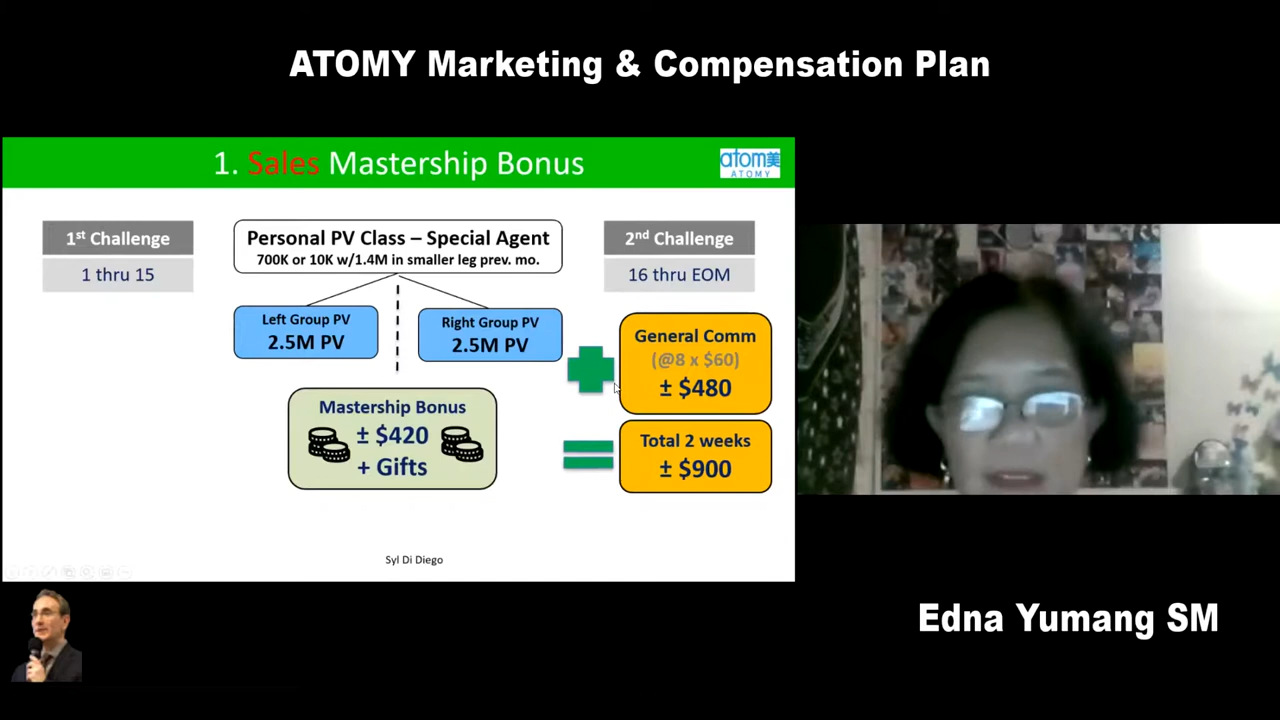 ATOMY Marketing & Compensation Plan
1. Sales Mastership Bonus
atom美
ATOMY
1st Challenge
1 thru 15
Personal PV Class – Special Agent
700K or 10K w/1.4M in smaller leg prev. mo.
2nd Challenge
16 thru EOM
Left Group PV
2.5M PV
Right Group PV
2.5M PV
General Comm
(@8 x $60)
± $480
Mastership Bonus
± $420
+ Gifts
Total 2 weeks
± $900
Syl Di Diego
Edna Yumang SM